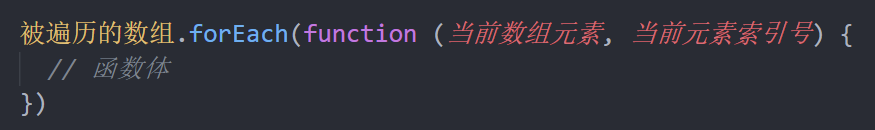 被遍历的数组.forEach(function (当前数组元素, 当前元素索引号) {
  // 函数体
})